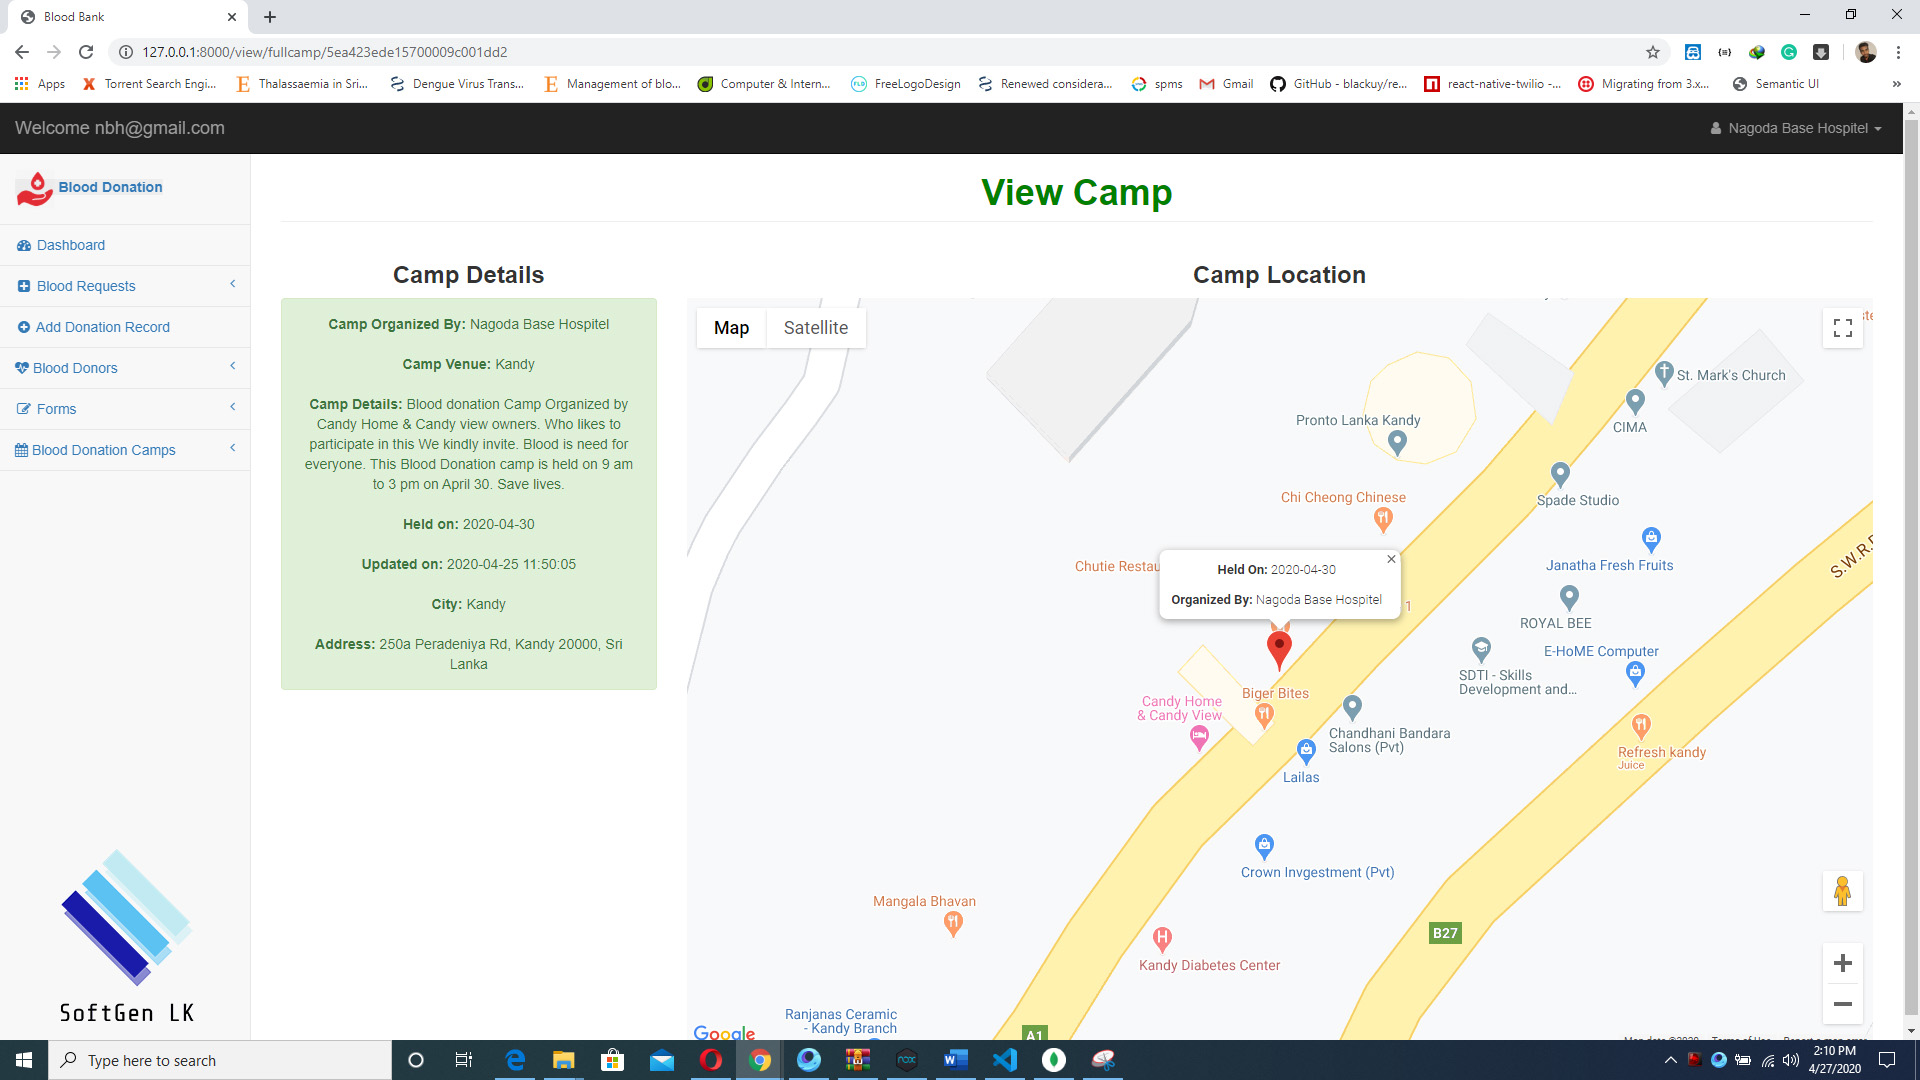 Blood Bank
127.0.0.1:8000/view/fullcamp/5ea423ede15700009c001dd2
Apps
Torrent Search Engi...
Thalassaemia in Sri...
Dengue Virus Trans...
Management of blo...
Computer & Intern...
FreeLogoDesign
Renewed considera...
spms
Gmail
GitHub - blackuy/re...
react-native-twilio -...
Migrating from 3.x...
Semantic UI
Welcome nbh@gmail.com
Nagoda Base Hospitel
Blood Donation
Dashboard
Blood Requests
Add Donation Record
Blood Donors
Forms
Blood Donation Camps
SoftGen LK
View Camp
Camp Details
Camp Organized By: Nagoda Base Hospitel
Camp Venue: Kandy
Camp Details: Blood donation Camp Organized by
Candy Home & Candy view owners. Who likes to
participate in this We kindly invite. Blood is need for
everyone. This Blood Donation camp is held on 9 am
to 3 pm on April 30. Save lives.
Held on: 2020-04-30
Updated on: 2020-04-25 11:50:05
City: Kandy
Address: 250a Peradeniya Rd, Kandy 20000, Sri
Lanka
Camp Location
Map
Satellite
St. Mark's Church
CIMA
Pronto Lanka Kandy
Spade Studio
Chi Cheong Chinese
Janatha Fresh Fruits
S.W.R.
Chutie Restau
Held On: 2020-04-30
Organized By: Nagoda Base Hospitel
1
ROYAL BEE
E-HoME Computer
SDTI - Skills
Development and...
Biger Bites
Candy Home
& Candy View
Chandhani Bandara
Salons (Pvt)
Lailas
Refresh kandy
Juice
Crown Invgestment (Pvt)
Mangala Bhavan
B27
Kandy Diabetes Center
Ranjanas Ceramic
- Kandy Branch
Google
A1
Type here to search
2:10 PM
4/27/2020